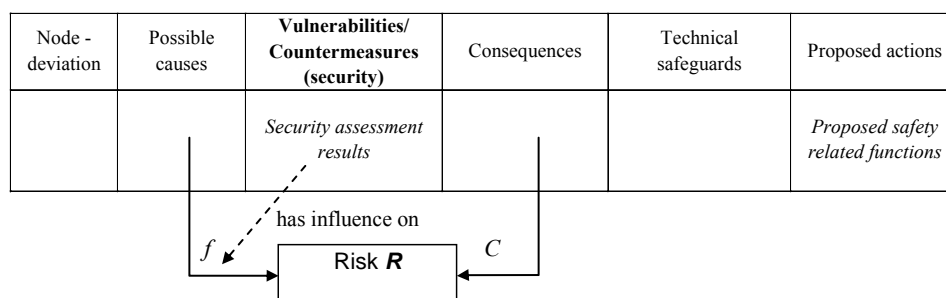 Node -
deviation
Possible
causes
Vulnerabilities/
Countermeasures
(security)
Consequences
Technical
safeguards
Proposed actions
Security assessment
results
Proposed safety
related functions
has influence on
f
Risk R
C